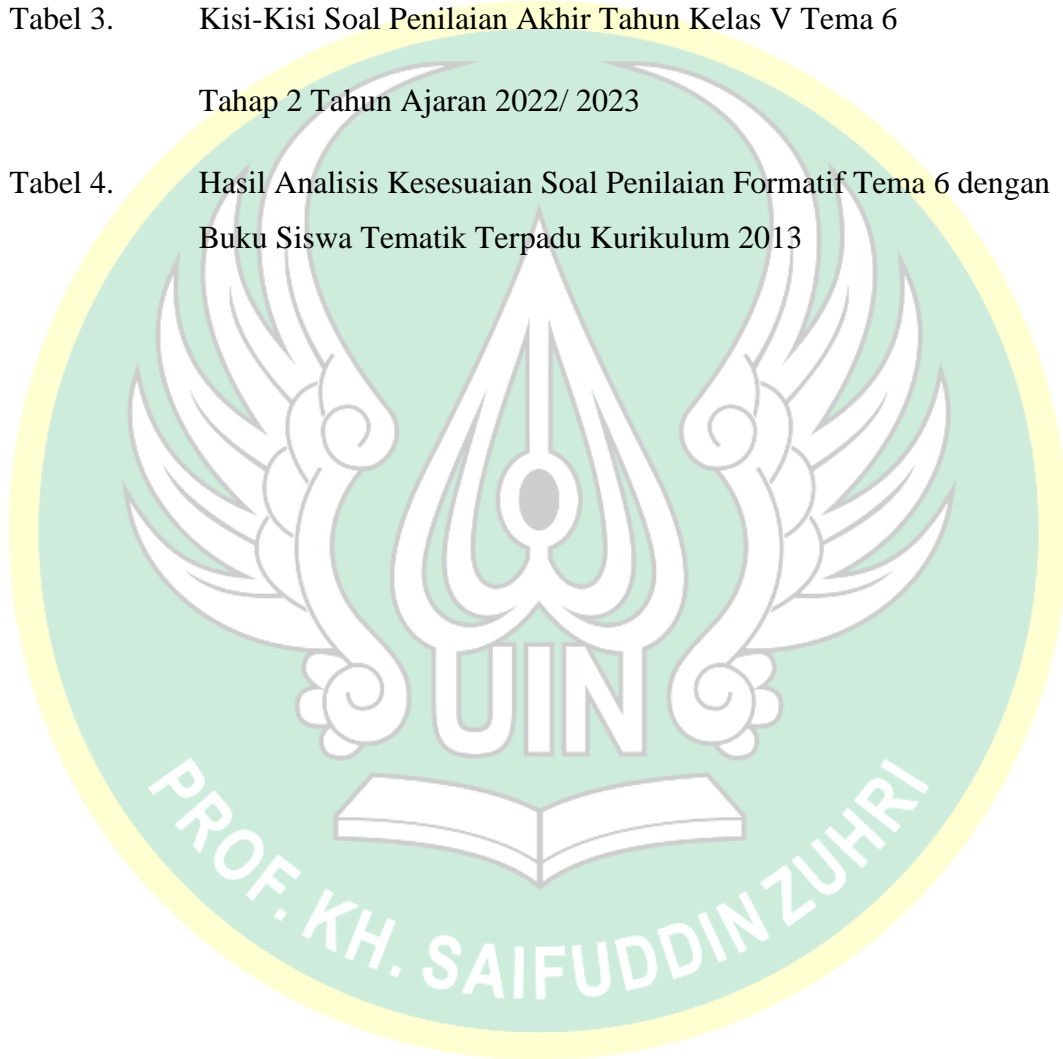 Tabel 3. Kisi-Kisi Soal Penilaian Akhir Tahun Kelas V Tema 6
Tahap 2 Tahun Ajaran 2022/ 2023
Tabel 4. Hasil Analisis Kesesuaian Soal Penilaian Formatif Tema 6 dengan
Buku Siswa Tematik Terpadu Kurikulum 2013
UIN
PROF. KH. SAIFUDDIN ZUHRI